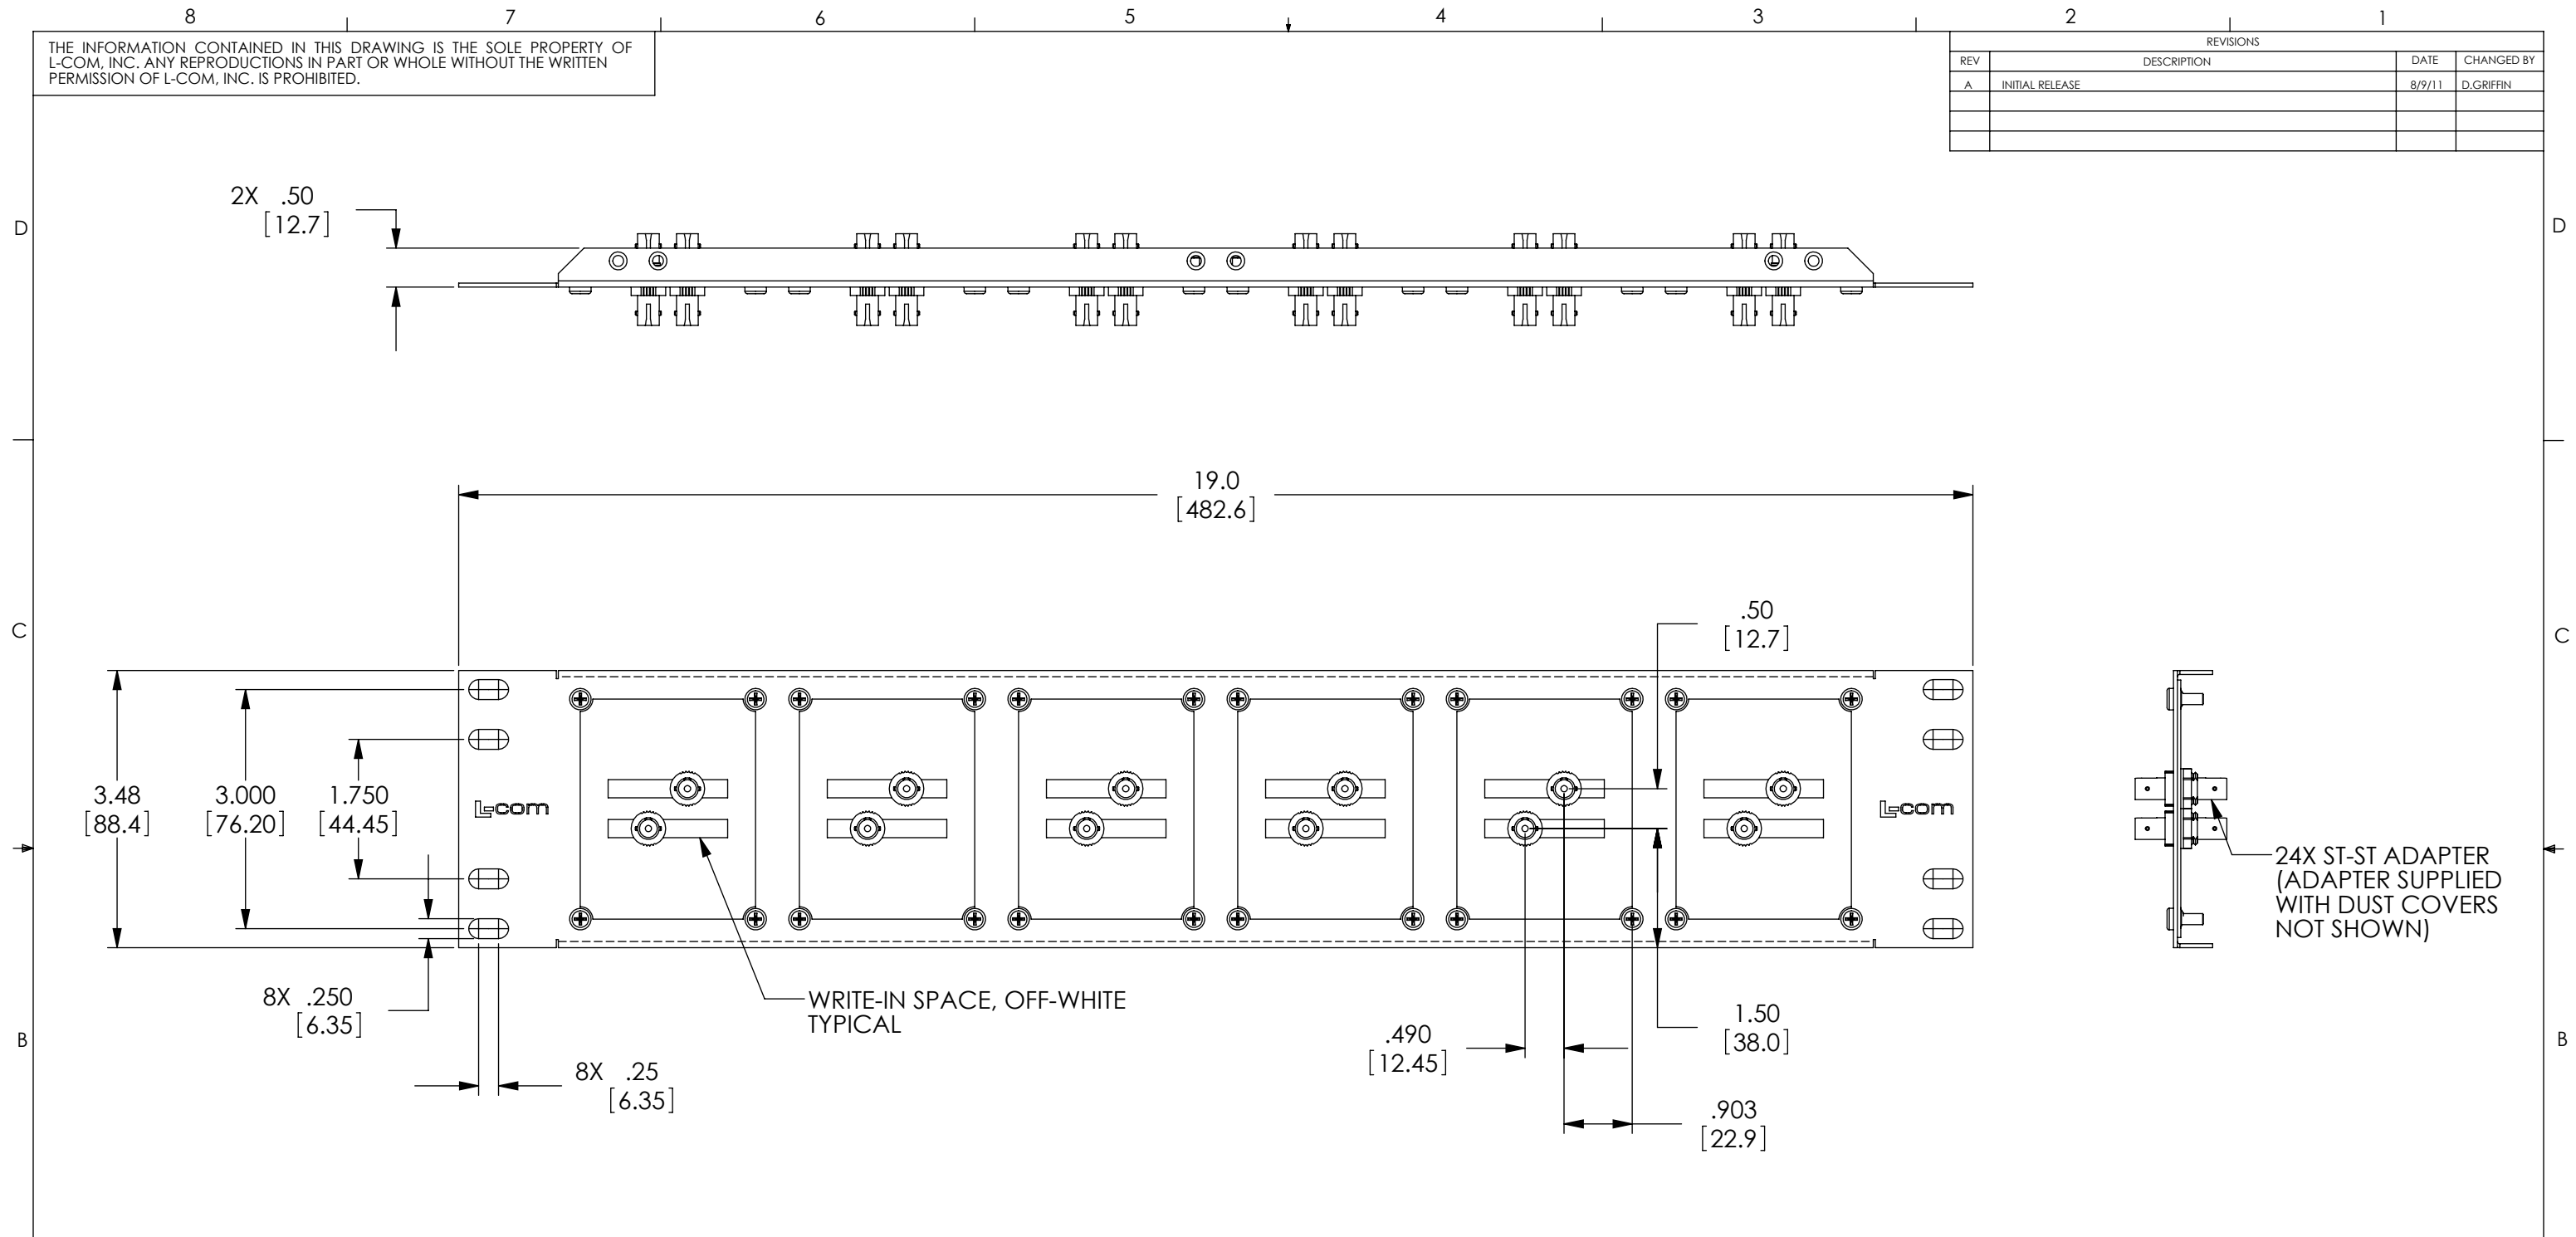 8 7 6 5 4 3 2 1
THE INFORMATION CONTAINED IN THIS DRAWING IS THE SOLE PROPERTY OF
L-COM, INC. ANY REPRODUCTIONS IN PART OR WHOLE WITHOUT THE WRITTEN
PERMISSION OF L-COM, INC. IS PROHIBITED.
REVISIONS
REV DESCRIPTION DATE CHANGED BY
A INITIAL RELEASE 8/9/11 D.GRIFFIN
2X .50
[12.7]
D D
19.0
[482.6]
C C
.50
[12.7]
3.48
[88.4]
3.000
[76.20]
1.750
[44.45]
L-com
L-com
24X ST-ST ADAPTER
(ADAPTER SUPPLIED
WITH DUST COVERS
NOT SHOWN)
8X .250
[6.35]
WRITE-IN SPACE, OFF-WHITE
TYPICAL
1.50
[38.0]
.490
[12.45]
B B
8X .25
[6.35]
.903
[22.9]